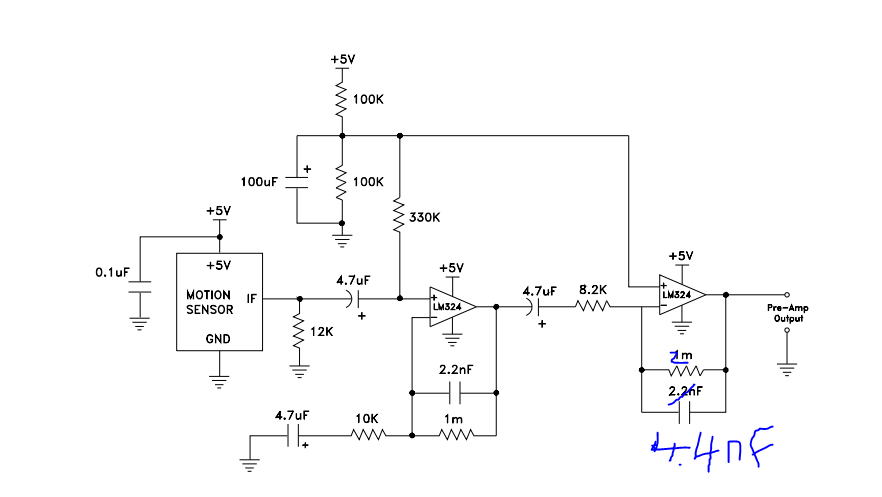 +5V
100K
100uF
+
100K
330K
+5V
0.1uF
+5V
MOTION
SENSOR
IF
GND
12K
4.7uF
+
+5V
+
LM324
−
4.7uF
+
8.2K
+5V
+
LM324
−
Pre-Amp
Output
2.2nF
1m
4.7uF
+
10K
m
2.2nF
4.4nF